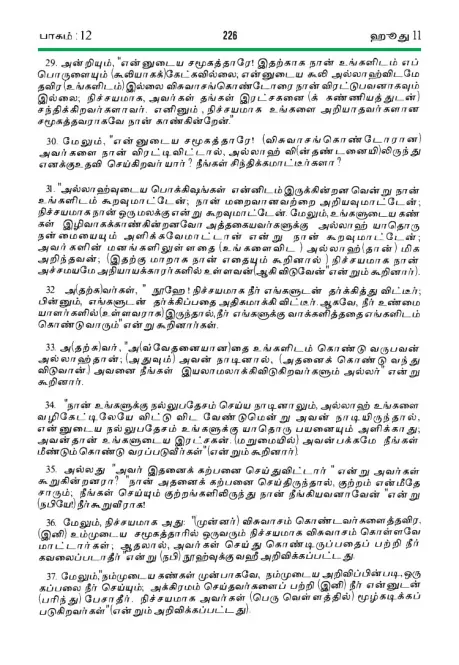 பாகம் : 12
226
ஹூது 11
29. அன்றியும், "என்னுடைய சமூகத்தாரே! இதற்காக நான் உங்களிடம் எப்
பொருளையும் (கூலியாகக்)கேட்கவில்லை; என்னுடைய கூலி அல்லாஹ்விடமே
தவிர (உங்களிடம்) இல்லை விசுவாசங்கொண்டோரை நான் விரட்டுபவனாகவும்
இல்லை; நிச்சயமாக, அவர்கள் தங்கள் இரட்சகனை (க் கண்ணியத்துடன்)
சந்திக்கிறவர்களாவர். எனினும் , நிச்சயமாக உங்களை அறியாதவர்களான
சமூகத்தவராகவே நான் காண்கின்றேன்."
30. மேலும், "என்னுடைய சமூகத்தாரே! (விசுவாசங்கொண்டோரான)
அவர்களை நான் விரட்டிவிட்டால், அல்லாஹ் வி(ன்தண்டனையி)லிருந்து
எனக்குஉதவி செய்கிறவர் யார் ? நீங்கள் சிந்திக்கமாட்டீர்களா ?
31. "அல்லாஹ்வுடைய பொக்கிஷங்கள் என்னிடம் இருக்கின்றன வென்று நான்
உங்களிடம் கூறவுமாட்டேன்; நான் மறைவானவற்றை அறியவுமாட்டேன்;
நிச்சயமாக நான் ஒரு மலக்கு என்று கூறவுமாட்டேன். மேலும், உங்களுடைய கண்
கள் இழிவாகக்காண்கின்றனவோ அத்தகையவர்களுக்கு அல்லாஹ் யாதொரு
நன்மையையும் அளிக்கவேமாட்டான் என்று நான் கூறவுமாட்டேன்;
அவர்களின் மனங்களிலுள்ளதை (உங்களைவிட ) அல்லாஹ்(தான் ) மிக
அறிந்தவன்; (இதற்கு மாறாக நான் எதையும் கூறினால் ) நிச்சயமாக நான்
அச்சமயமே அநியாயக்காரர்களில் உள்ளவன்(ஆகி விடுவேன்" என்றும் கூறினார்).
32 அ(தற்க)வர்கள், " நூஹே ! நிச்சயமாக நீர் எங்களுடன் தர்க்கித்து விட்டீர்;
பின்னும், எங்களுடன் தர்க்கிப்பதை அதிகமாக்கி விட்டீர். ஆகவே, நீர் உண்மை
யாளர்களில்(உள்ளவராக)இருந்தால், நீர் எங்களுக்கு வாக்களித்ததை எங்களிடம்
கொண்டுவாரும்" என்று கூறினார்கள்.
33. அ(தற்க)வர், "அ(வ்வேதனையான)தை உங்களிடம் கொண்டு வருபவன்
அல்லாஹ்தான்; (அதுவும்) அவன் நாடினால், (அதனைக் கொண்டு வந்து
விடுவான்.) அவனை நீங்கள் இயலாமலாக்கிவிடுகிறவர்களும் அல்லர்" என்று
கூறினார்.
34. "நான் உங்களுக்கு நல்லுபதேசம் செய்ய நாடினாலும், அல்லாஹ் உங்களை
வழிகேட்டிலேயே விட்டு விட வேண்டுமென்று அவன் நாடியிருந்தால்,
என்னுடைய நல்லுபதேசம் உங்களுக்கு யாதொரு பயனையும் அளிக்காது;
அவன்தான் உங்களுடைய இரட்சகன். (மறுமையில்) அவன்பக்கமே நீங்கள்
மீண்டும்கொண்டு வரப்படுவீர்கள்" (என்றும் கூறினார்).
35. அல்லது "அவர் இதனைக் கற்பனை செய்துவிட்டார் " என்று அவர்கள்
கூறுகின்றனரா? "நான் அதனைக் கற்பனை செய்திருந்தால், குற்றம் என்மீதே
சாரும்; நீங்கள் செய்யும் குற்றங்களிலிருந்து நான் நீங்கியவனாவேன் "என்று
(நபியே!) நீர்கூறுவீராக!
36. மேலும், நிச்சயமாக அது: "(முன்னர்) விசுவாசம் கொண்டவர்களைத்தவிர,
(இனி) உம்முடைய சமூகத்தாரில் ஒருவரும் நிச்சயமாக விசுவாசம் கொள்ளவே
மாட்டார்கள்; ஆதலால், அவர்கள் செய்து கொண்டிருப்பதைப் பற்றி நீர்
கவலைப்படாதீர்" என்று (நபி) நூஹ்வுக்கு வஹீ அறிவிக்கப்பட்டது.
37. மேலும்,"நம்முடைய கண்கள் முன்பாகவே, நம்முடைய அறிவிப்பின்படி, ஒரு
கப்பலை நீர் செய்யும்; அக்கிரமம் செய்தவர்களைப் பற்றி (இனி) நீர் என்னுடன்
(பரிந்து) பேசாதீர். நிச்சயமாக அவர்கள் (பெரு வெள்ளத்தில்) மூழ்கடிக்கப்
படுகிறவர்கள்" (என்றும் அறிவிக்கப்பட்டது).